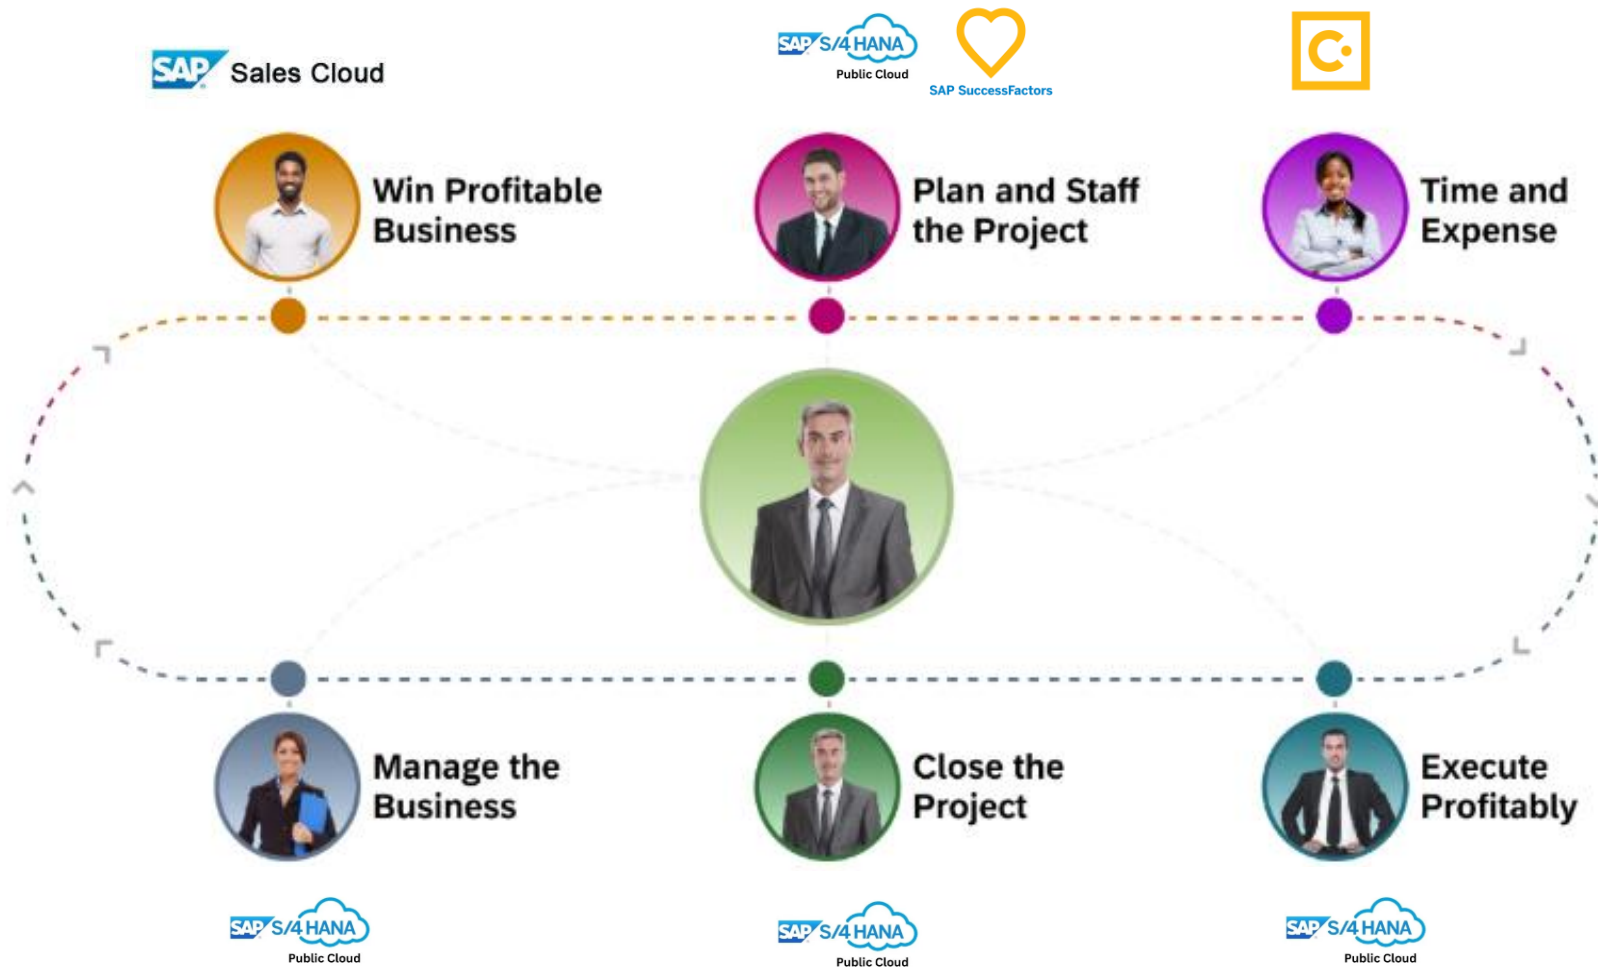 SAP Sales Cloud
SAP S/4HANA
Public Cloud
SAP SuccessFactors
C
Win Profitable
Business
Plan and Staff
the Project
Time and
Expense
Manage the
Business
Close the
Project
Execute
Profitably
SAP S/4HANA
Public Cloud
SAP S/4HANA
Public Cloud
SAP S/4HANA
Public Cloud